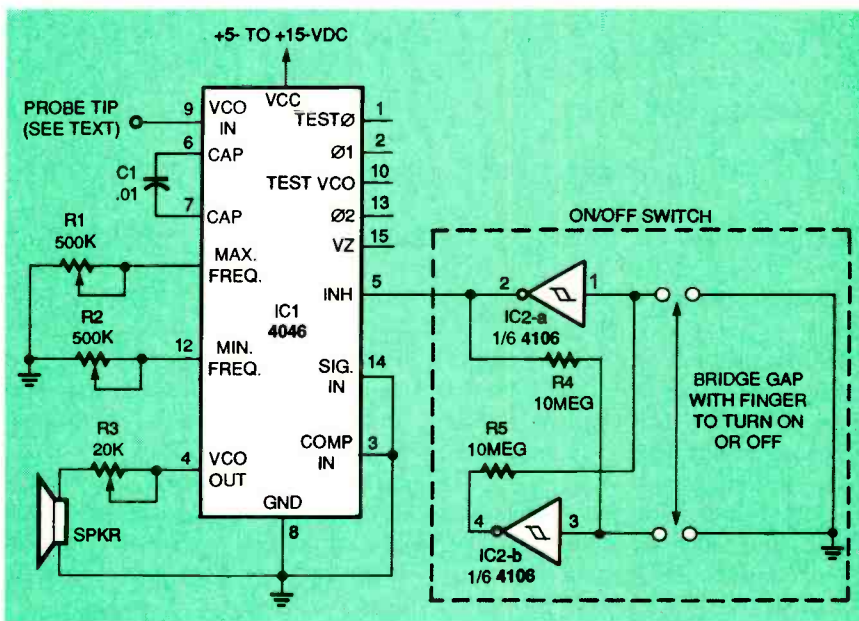 +5- TO +15-VDC
PROBE TIP
(SEE TEXT)
9
VCO
IN
VCC
TEST Ø
1
6
CAP
Ø1
2
C1
.01
TEST VCO
10
7
CAP
Ø2
13
VZ
15
R1
500K
MAX.
FREQ.
INH
5
IC1
4046
R2
500K
12
MIN.
FREQ.
SIG.
IN
14
R3
20K
4
VCO
OUT
COMP
IN
3
GND
8
SPKR
ON/OFF SWITCH
2
1
IC2-a
1/6 4106
R4
10MEG
R5
10MEG
4
3
IC2-b
1/6 4106
BRIDGE GAP
WITH FINGER
TO TURN ON
OR OFF